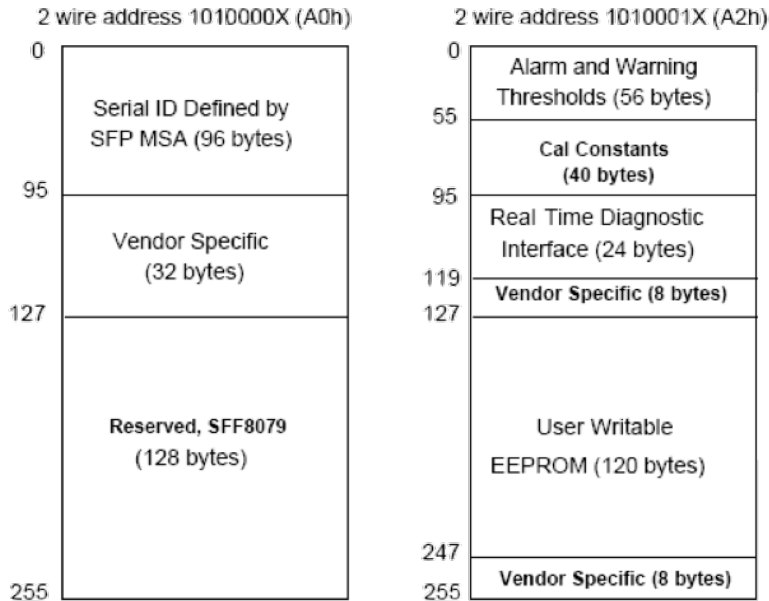 2 wire address 1010000X (A0h)
0
Serial ID Defined by
SFP MSA (96 bytes)
95
Vendor Specific
(32 bytes)
127
Reserved, SFF8079
(128 bytes)
255
2 wire address 1010001X (A2h)
0
Alarm and Warning
Thresholds (56 bytes)
55
Cal Constants
(40 bytes)
95
Real Time Diagnostic
Interface (24 bytes)
119
Vendor Specific (8 bytes)
127
User Writable
EEPROM (120 bytes)
247
Vendor Specific (8 bytes)
255